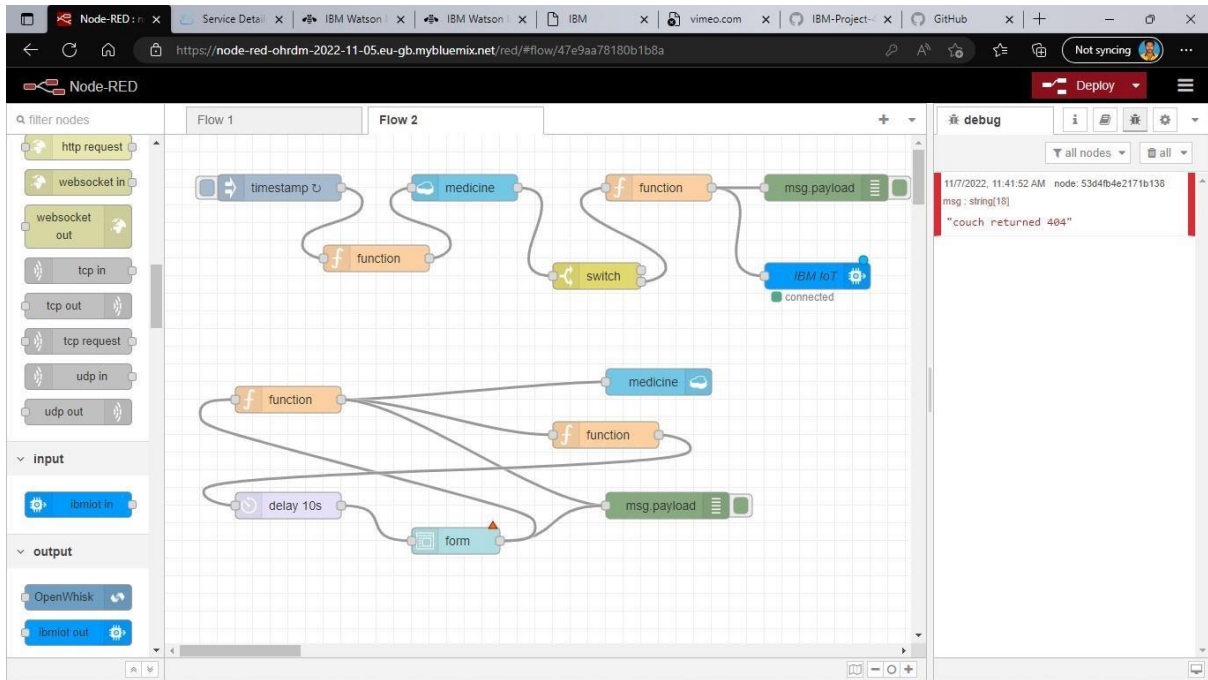 Node-RED : n
Service Detail
IBM Watson I
IBM Watson I
IBM
vimeo.com
IBM-Project-4
GitHub
https://node-red-ohrdm-2022-11-05.eu-gb.mybluemix.net/red/#flow/47e9aa78180b1b8a
Not syncing
Node-RED
Deploy
filter nodes
http request
websocket in
websocket
out
tcp in
tcp out
tcp request
udp in
udp out
input
ibmiot in
output
OpenWhisk
ibmiot out
Flow 1
Flow 2
timestamp ↻
medicine
function
msg.payload
function
switch
IBM IoT
connected
function
medicine
function
delay 10s
msg.payload
form
debug
i
all nodes
all
11/7/2022, 11:41:52 AM node: 53d4fb4e2171b138
msg : string[18]
"couch returned 404"